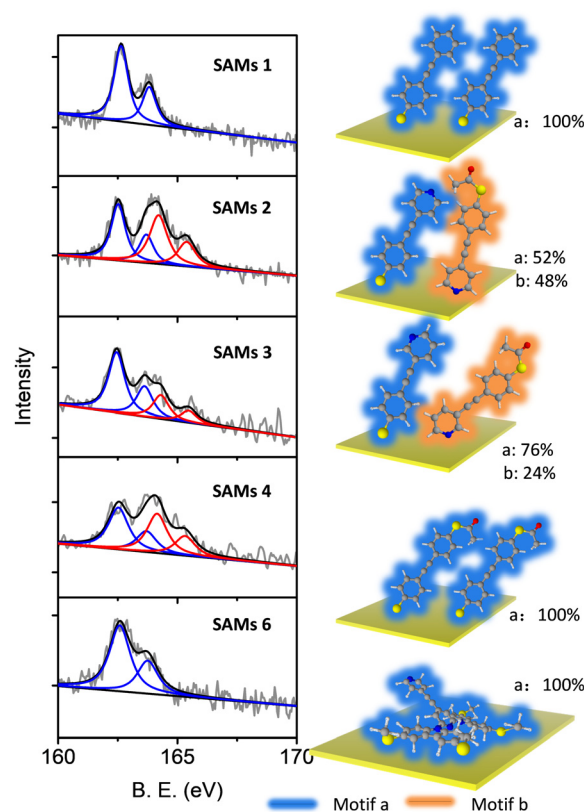 SAMs 1
a: 100%
SAMs 2
a: 52%
b: 48%
SAMs 3
a: 76%
b: 24%
SAMs 4
a: 100%
SAMs 6
a: 100%
Intensity
160 165 170
B. E. (eV)
Motif a Motif b